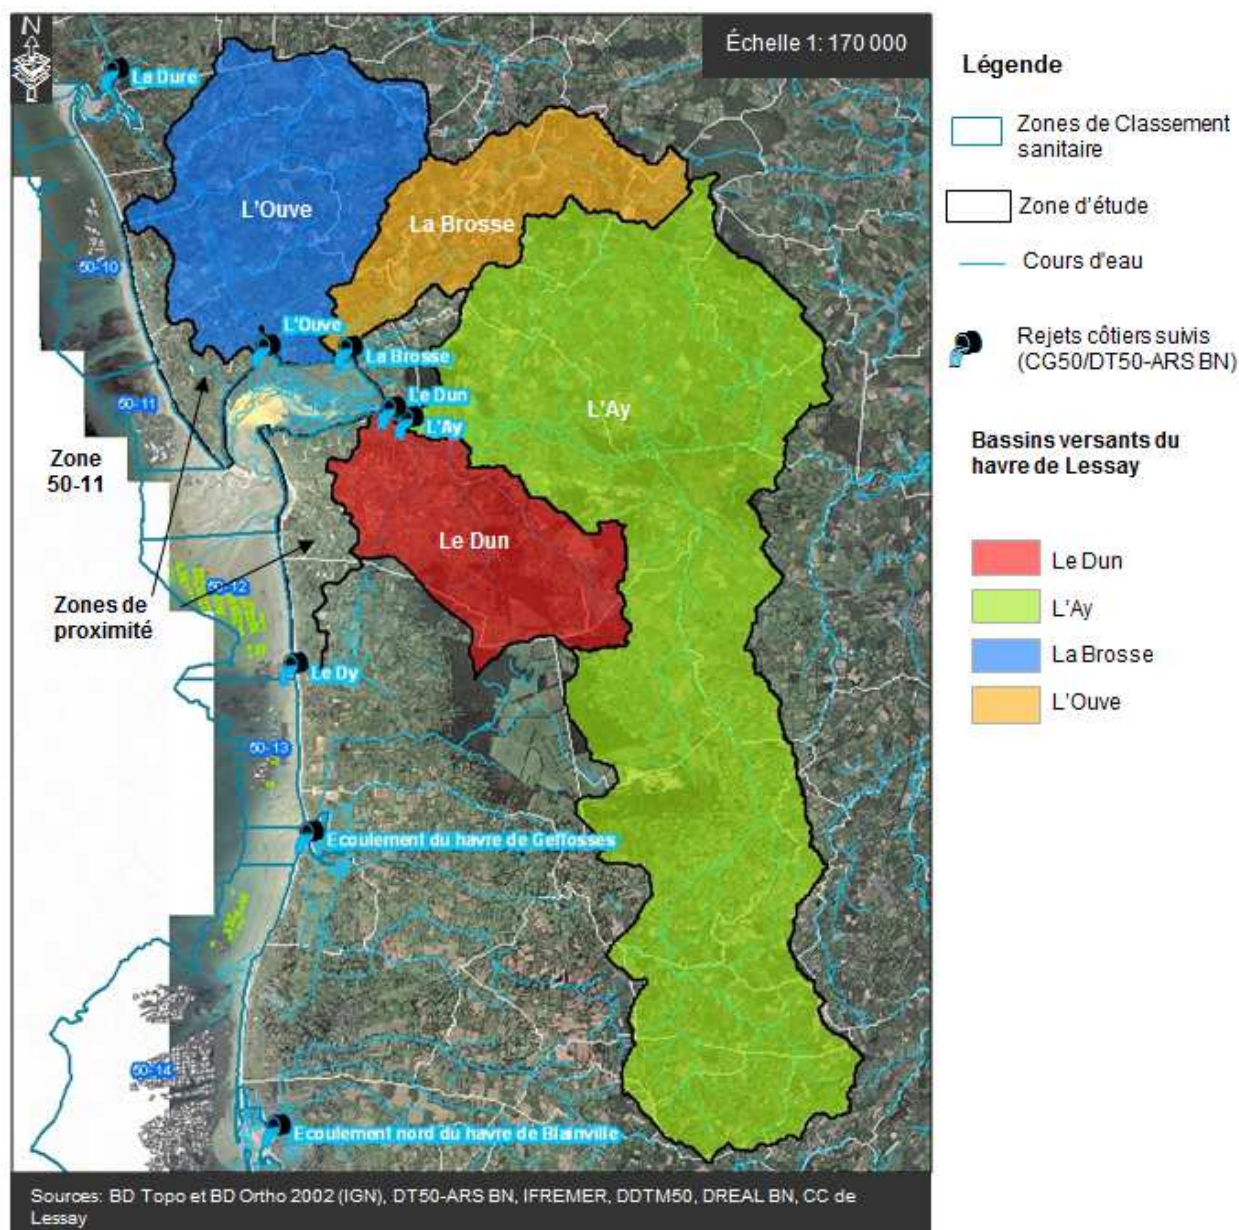 N
Échelle 1: 170 000
La Dure
L'Ouve
La Brosse
50-10
L'Ouve
La Brosse
50-11
Le Dun
L'Ay
L'Ay
Zone
50-11
Le Dun
50-12
Zones de
proximité
Le Dy
50-13
Ecoulement du havre de Geffosses
50-14
Ecoulement nord du havre de Blainville
Sources: BD Topo et BD Ortho 2002 (IGN), DT50-ARS BN, IFREMER, DDTM50, DREAL BN, CC de
Lessay
Légende
Zones de Classement
sanitaire
Zone d'étude
Cours d'eau
Rejets côtiers suivis
(CG50/DT50-ARS BN)
Bassins versants du
havre de Lessay
Le Dun
L'Ay
La Brosse
L'Ouve